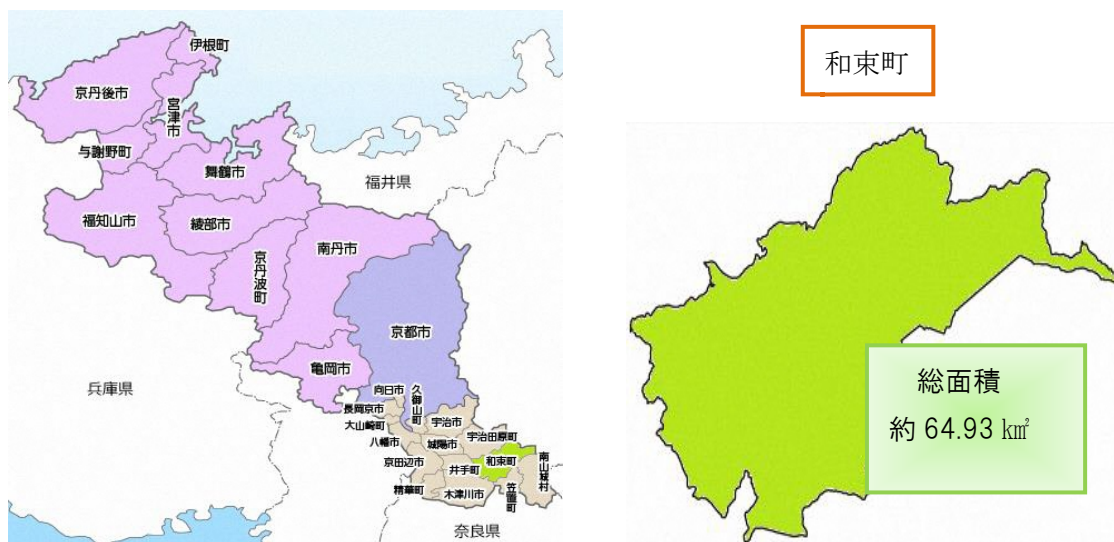 伊根町
京丹後市
宮津市
与謝野町
舞鶴市
福井県
福知山市
綾部市
南丹市
京丹波町
京都市
亀岡市
兵庫県
向日市
久御山町
長岡京市
大山崎町
宇治市
八幡市
城陽市
宇治田原町
京田辺市
井手町
和束町
南山城村
精華町
木津川市
笠置町
奈良県
和束町
総面積
約 64.93 ㎢